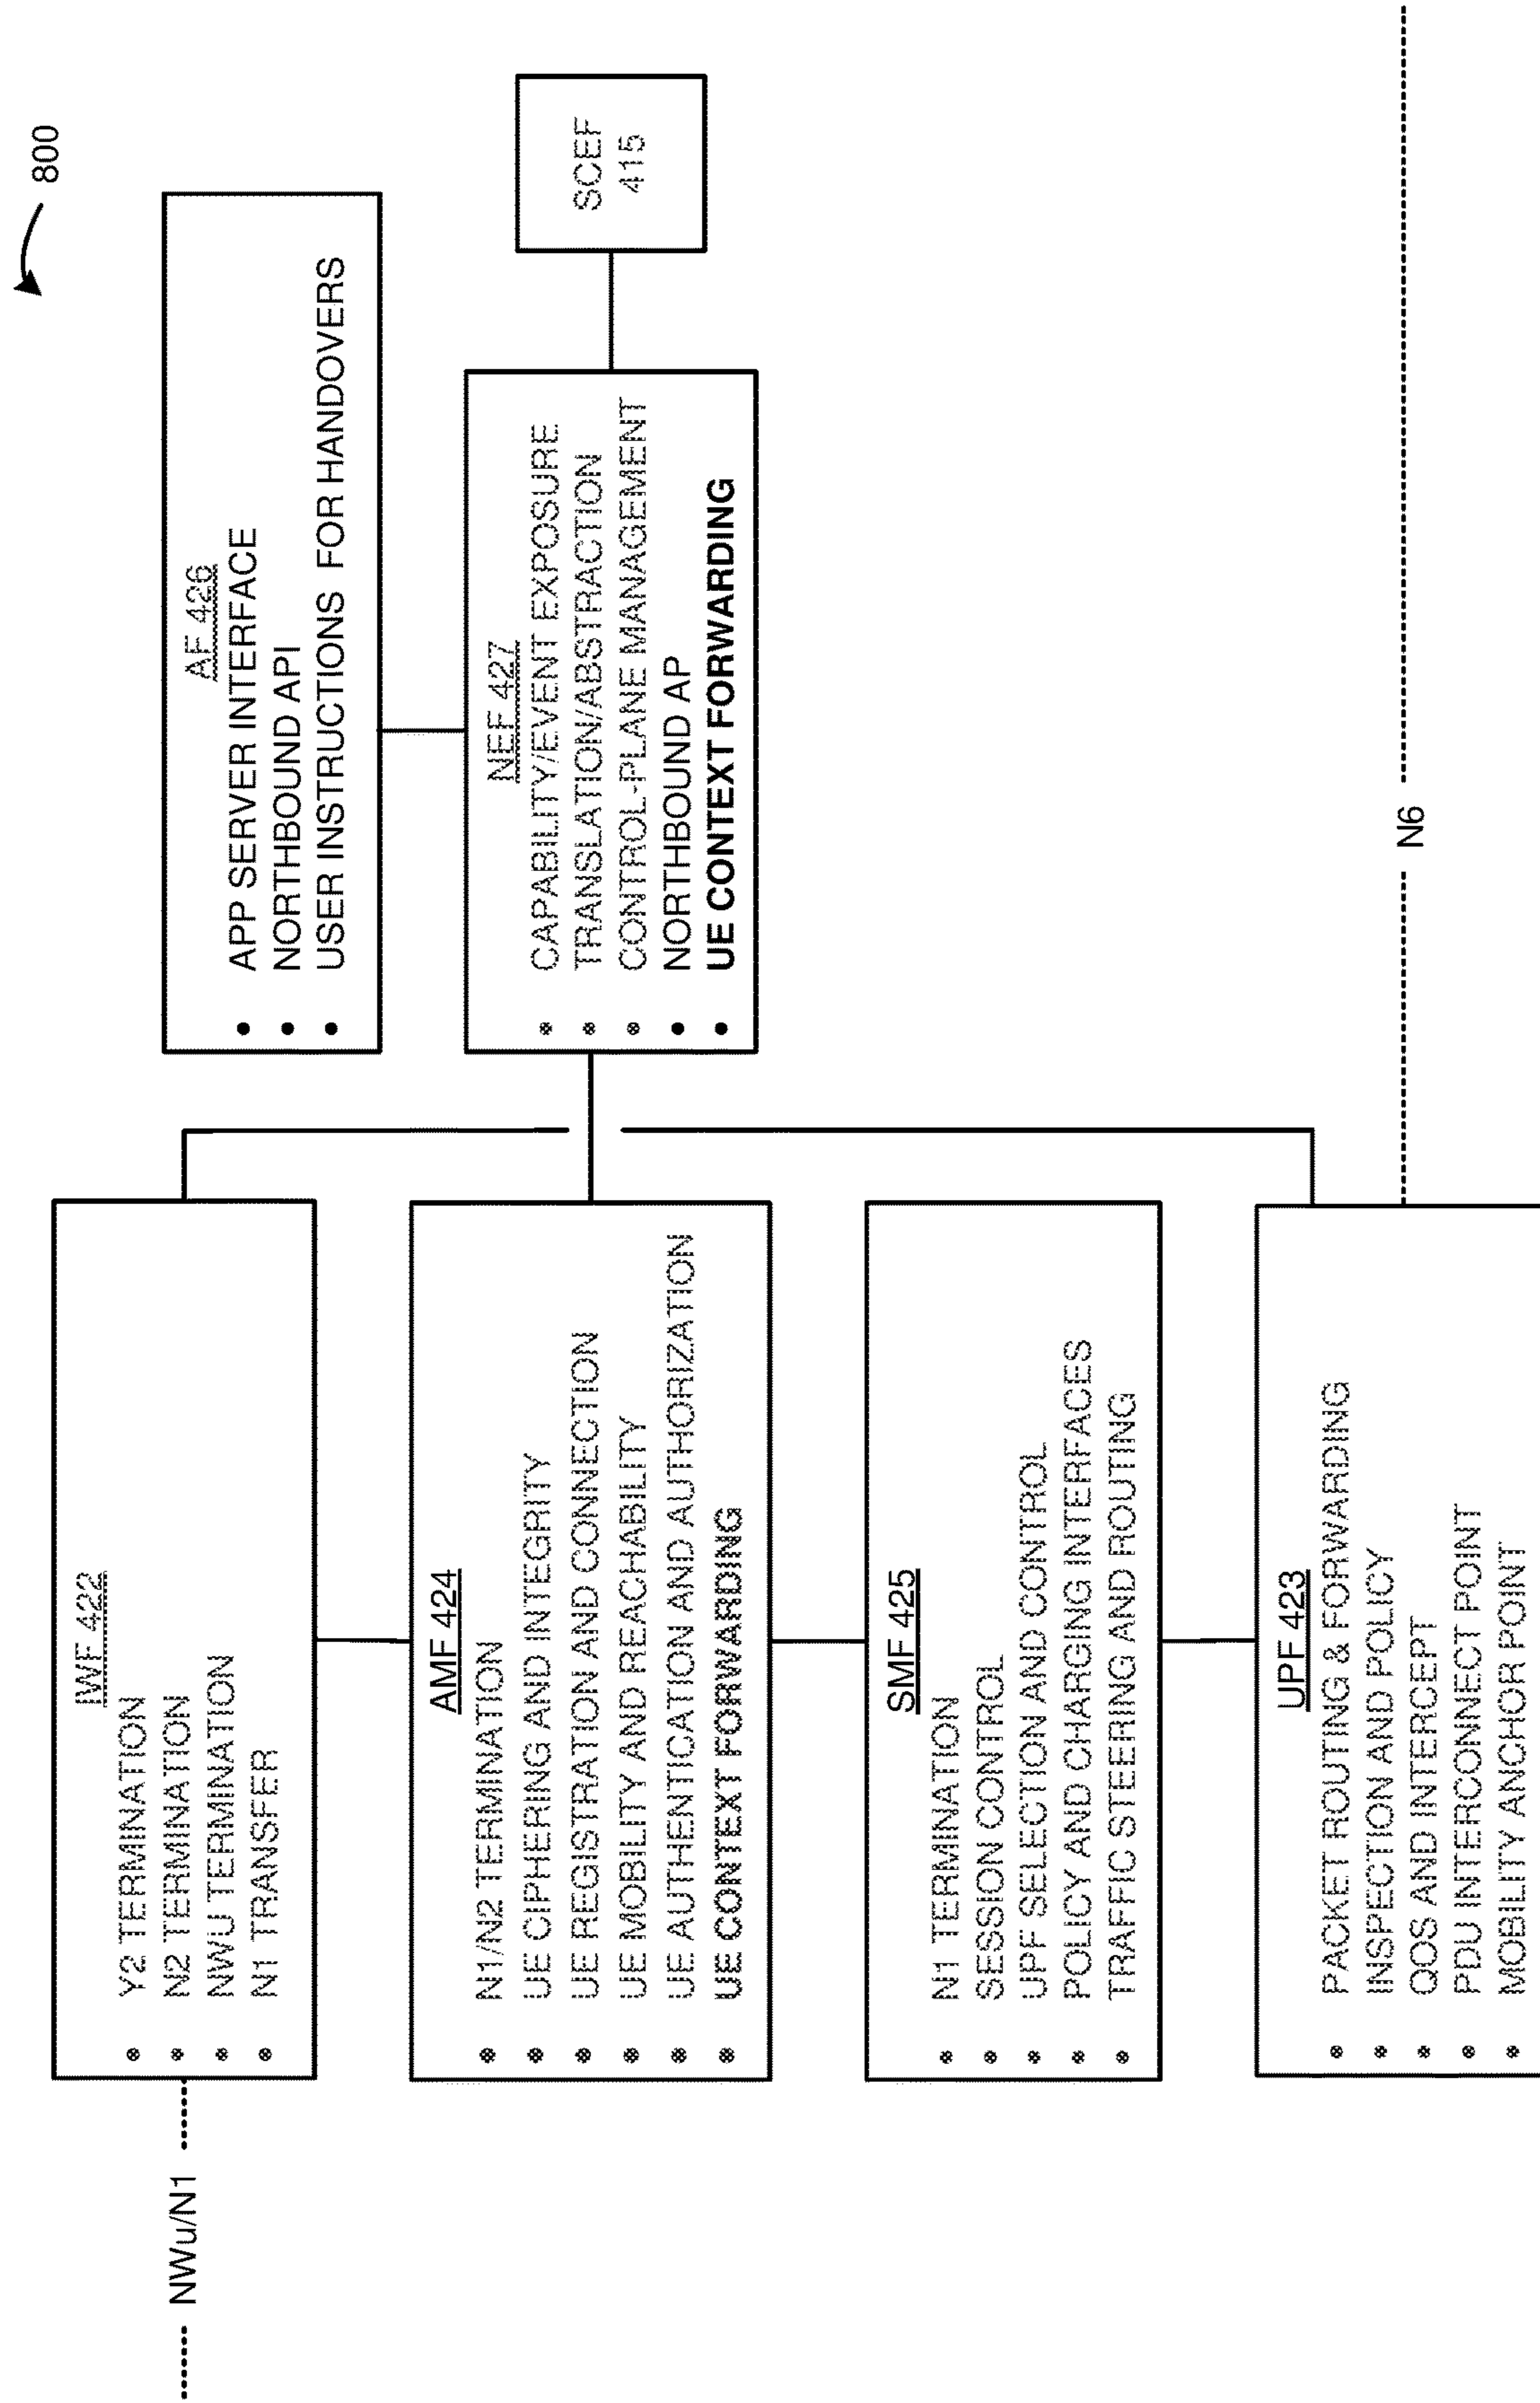 800
NWu/N1
IWF 422
• Y2 TERMINATION
• N2 TERMINATION
• NWU TERMINATION
• N1 TRANSFER
AMF 424
• N1/N2 TERMINATION
• UE CIPHERING AND INTEGRITY
• UE REGISTRATION AND CONNECTION
• UE MOBILITY AND REACHABILITY
• UE AUTHENTICATION AND AUTHORIZATION
• UE CONTEXT FORWARDING
SMF 425
• N1 TERMINATION
• SESSION CONTROL
• UPF SELECTION AND CONTROL
• POLICY AND CHARGING INTERFACES
• TRAFFIC STEERING AND ROUTING
UPF 423
• PACKET ROUTING & FORWARDING
• INSPECTION AND POLICY
• QOS AND INTERCEPT
• PDU INTERCONNECT POINT
• MOBILITY ANCHOR POINT
AF 426
• APP SERVER INTERFACE
• NORTHBOUND API
• USER INSTRUCTIONS FOR HANDOVERS
NEF 427
• CAPABILITY/EVENT EXPOSURE
• TRANSLATION/ABSTRACTION
• CONTROL-PLANE MANAGEMENT
• NORTHBOUND AP
• UE CONTEXT FORWARDING
SCEF
415
N6